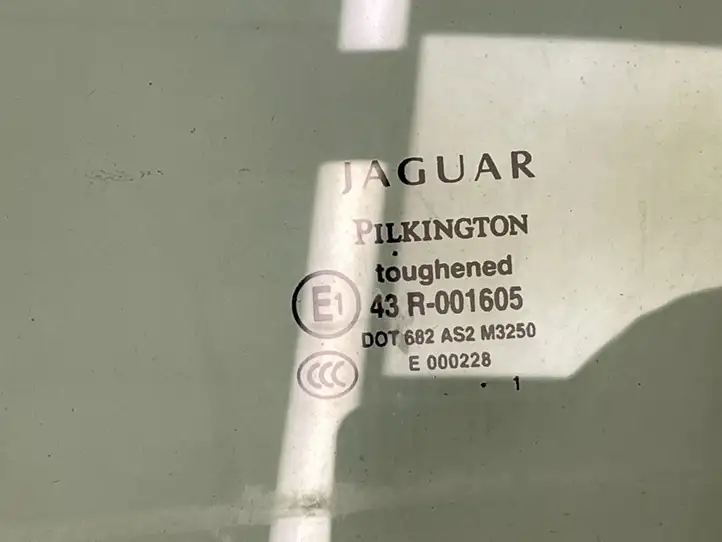 JAGUAR
PILKINGTON
toughened
E1 43 R-001605
DOT 682 AS2 M3250
E 000228
CCC
1